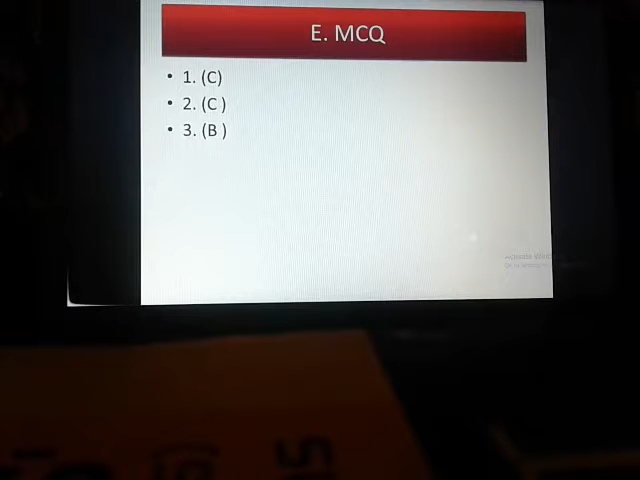 E. MCQ
• 1. (C)
• 2. (C )
• 3. (B )